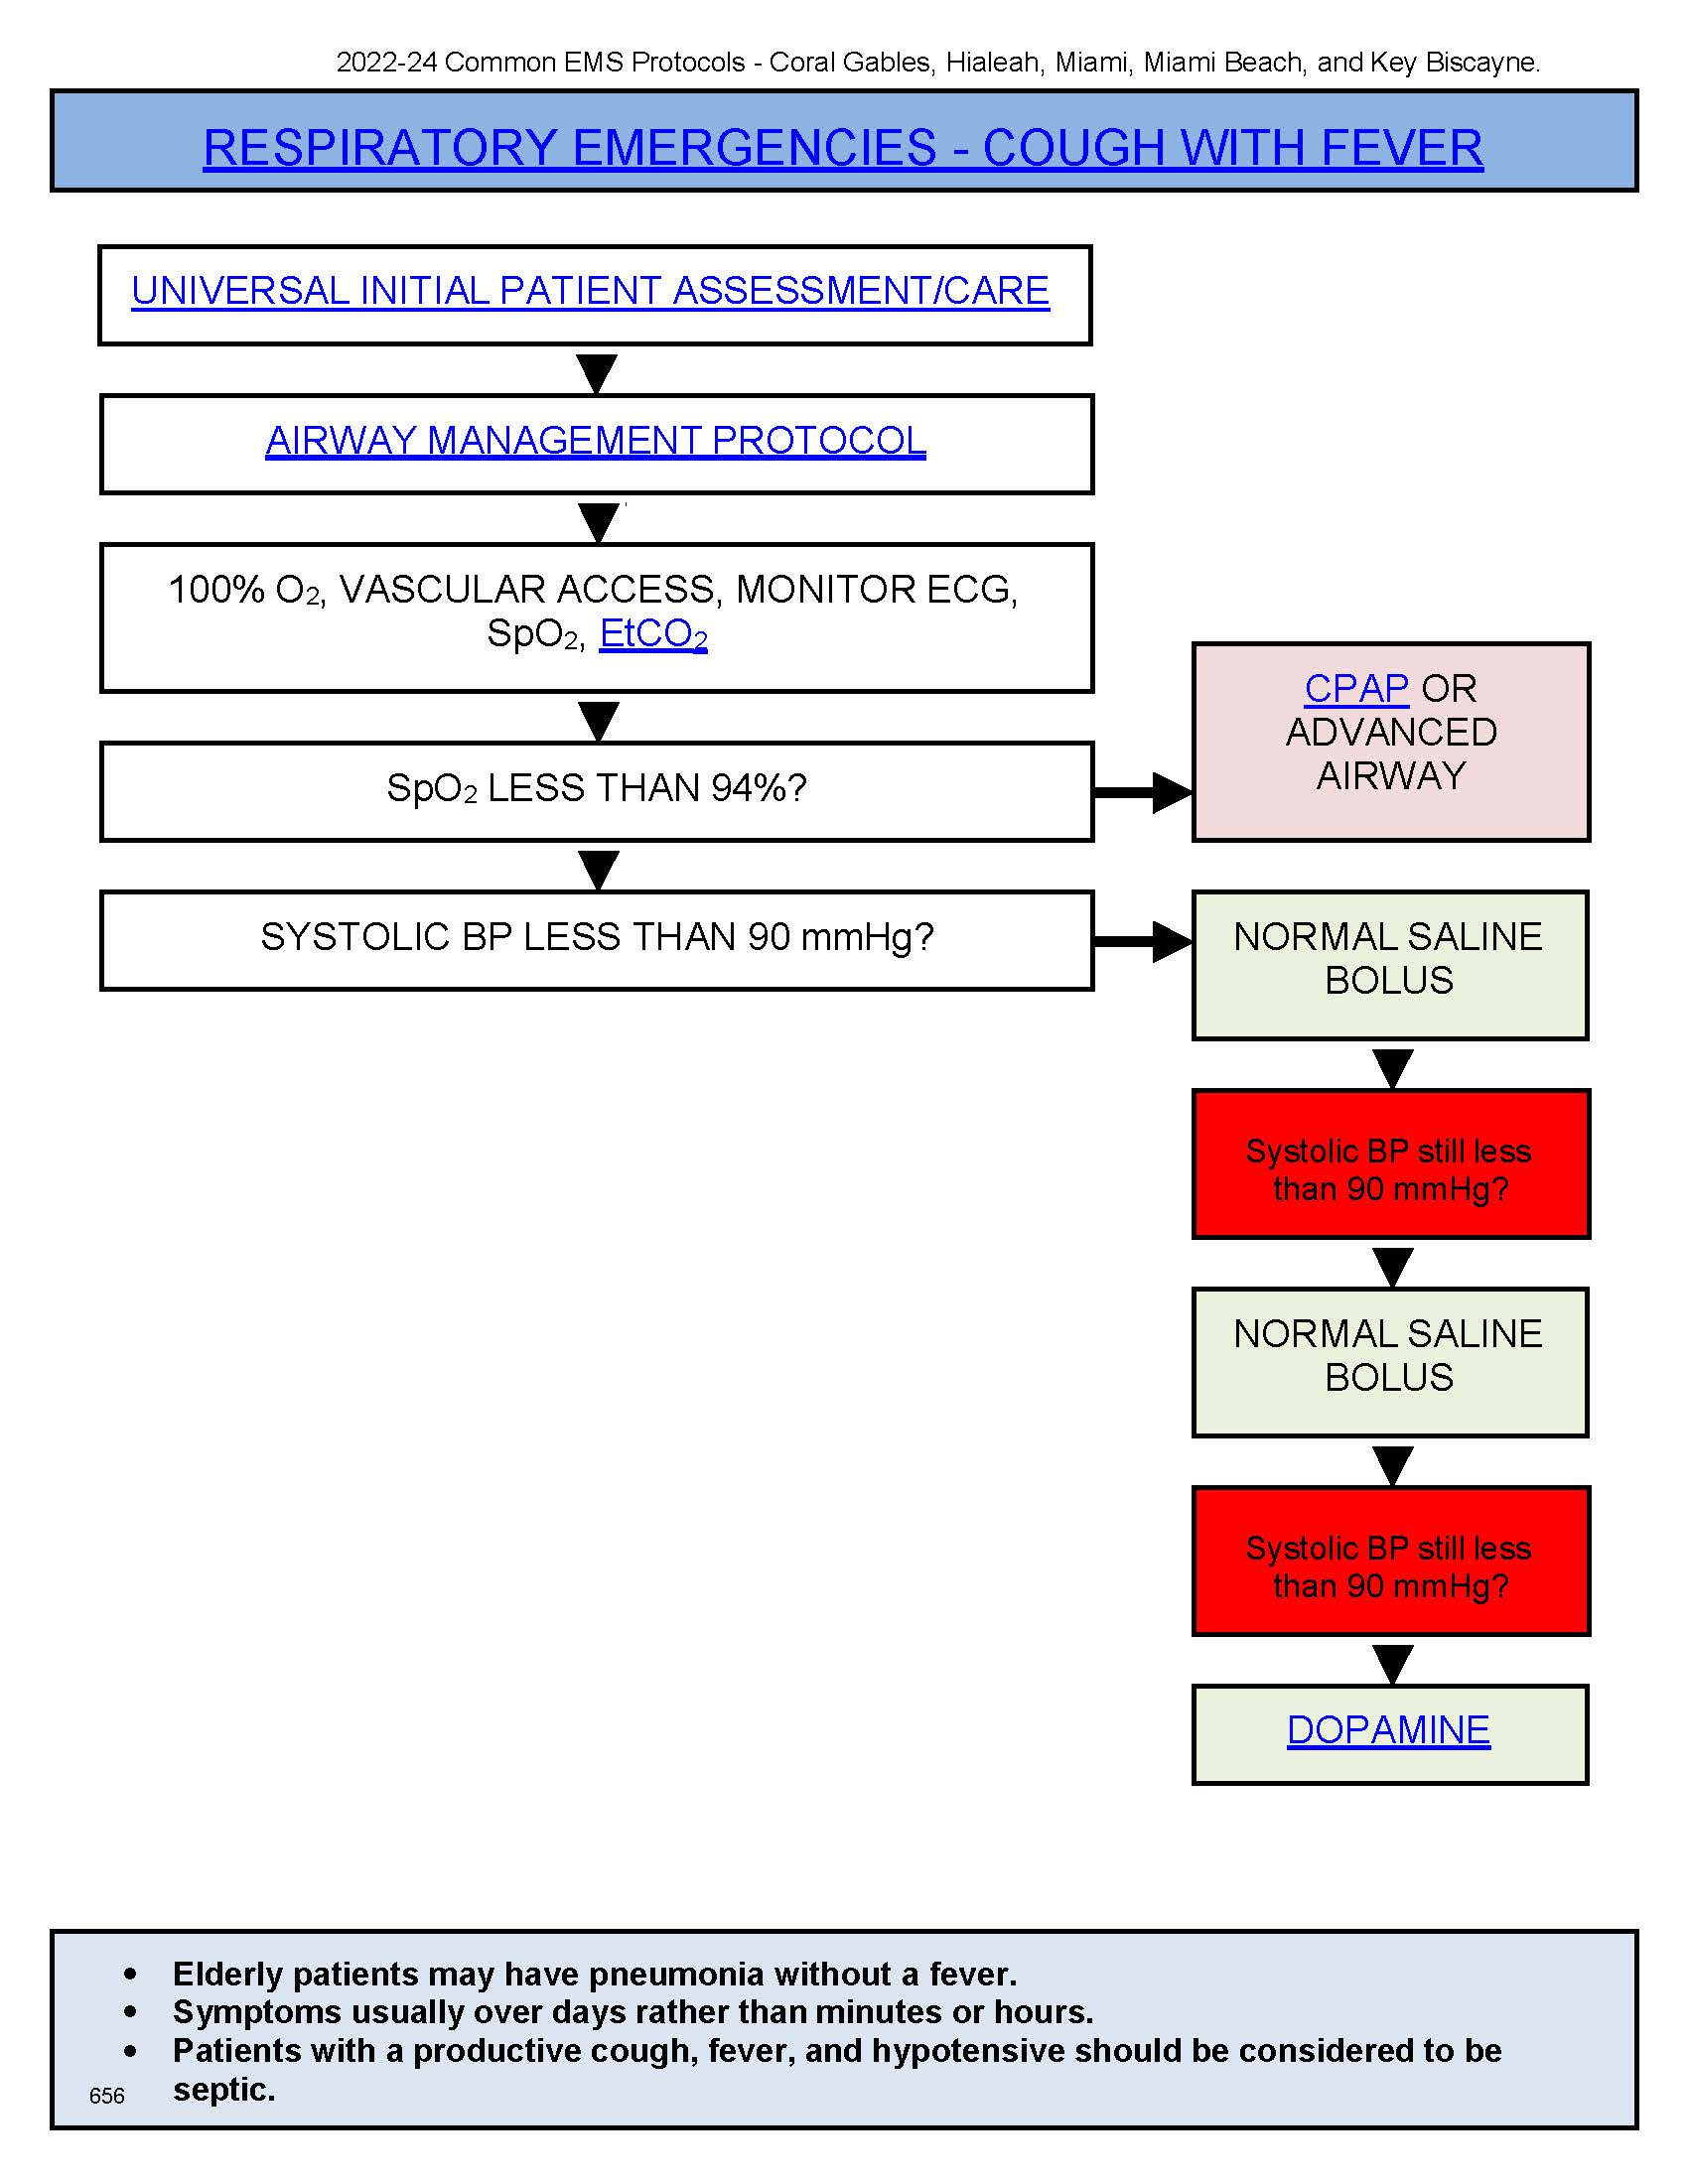 2022-24 Common EMS Protocols - Coral Gables, Hialeah, Miami, Miami Beach, and Key Biscayne.
RESPIRATORY EMERGENCIES - COUGH WITH FEVER
UNIVERSAL INITIAL PATIENT ASSESSMENT/CARE
AIRWAY MANAGEMENT PROTOCOL
100% O₂, VASCULAR ACCESS, MONITOR ECG,
SpO₂, EtCO₂
SpO₂ LESS THAN 94%?
CPAP OR
ADVANCED
AIRWAY
SYSTOLIC BP LESS THAN 90 mmHg?
NORMAL SALINE
BOLUS
Systolic BP still less
than 90 mmHg?
NORMAL SALINE
BOLUS
Systolic BP still less
than 90 mmHg?
DOPAMINE
• Elderly patients may have pneumonia without a fever.
• Symptoms usually over days rather than minutes or hours.
• Patients with a productive cough, fever, and hypotensive should be considered to be
septic.
656